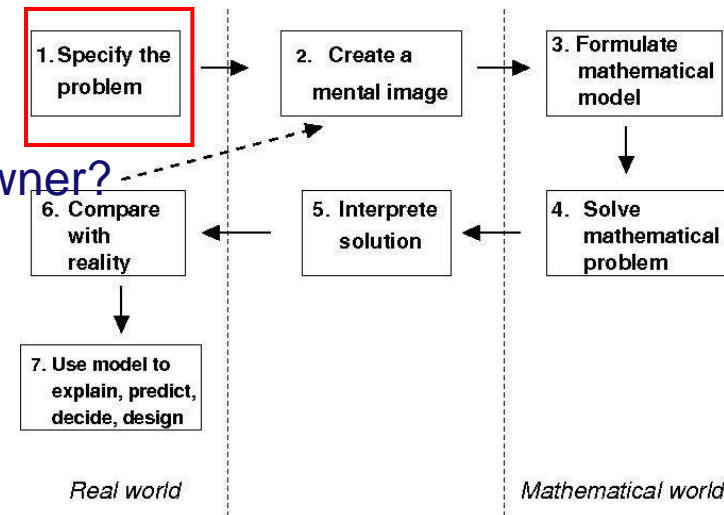 1. Specify the
problem
2. Create a
mental image
3. Formulate
mathematical
model
wner?
6. Compare
with
reality
5. Interprete
solution
4. Solve
mathematical
problem
7. Use model to
explain, predict,
decide, design
Real world
Mathematical world